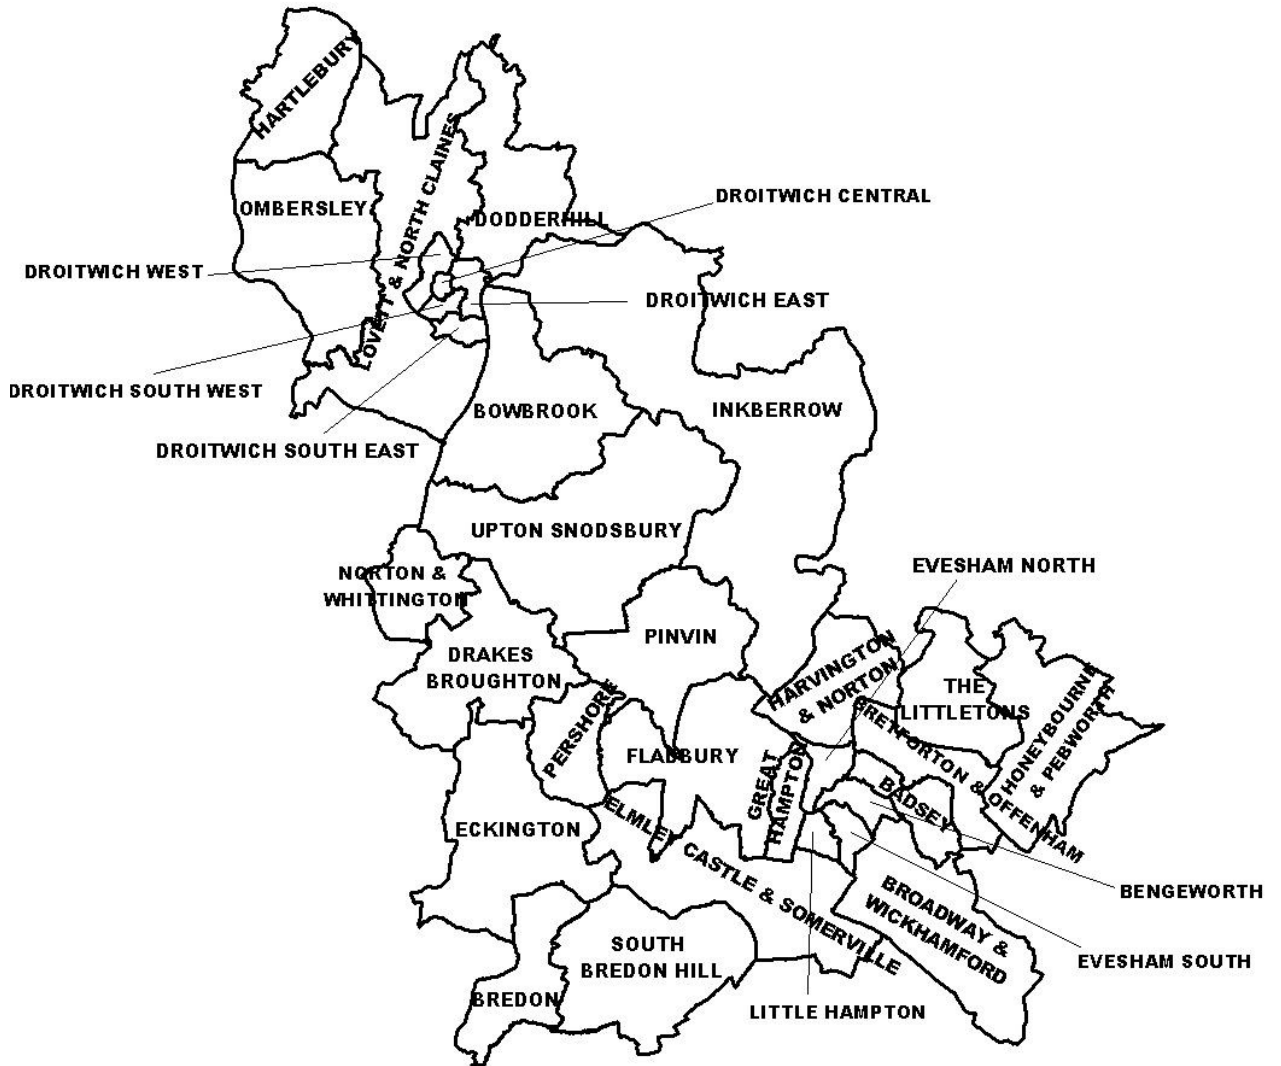 HARTLEBURY
OMBERSLEY
LOVETT & NORTH CLAINES
DODDERHILL
DROITWICH CENTRAL
DROITWICH WEST
DROITWICH EAST
DROITWICH SOUTH WEST
DROITWICH SOUTH EAST
BOWBROOK
INKBERROW
UPTON SNODSBURY
EVESHAM NORTH
NORTON &
WHITTINGTON
PINVIN
DRAKES
BROUGHTON
HARVINGTON
& NORTON
THE
LITTLETONS
HONEYBOURNE
& PEBWORTH
PERSHORE
FLADBURY
GREAT
HAMPTON
BRETFORTON & OFFENHAM
BADSEY
ECKINGTON
ELMLEY CASTLE & SOMERVILLE
BENGEWORTH
BROADWAY &
WICKHAMFORD
SOUTH
BREDON HILL
EVESHAM SOUTH
BREDON
LITTLE HAMPTON